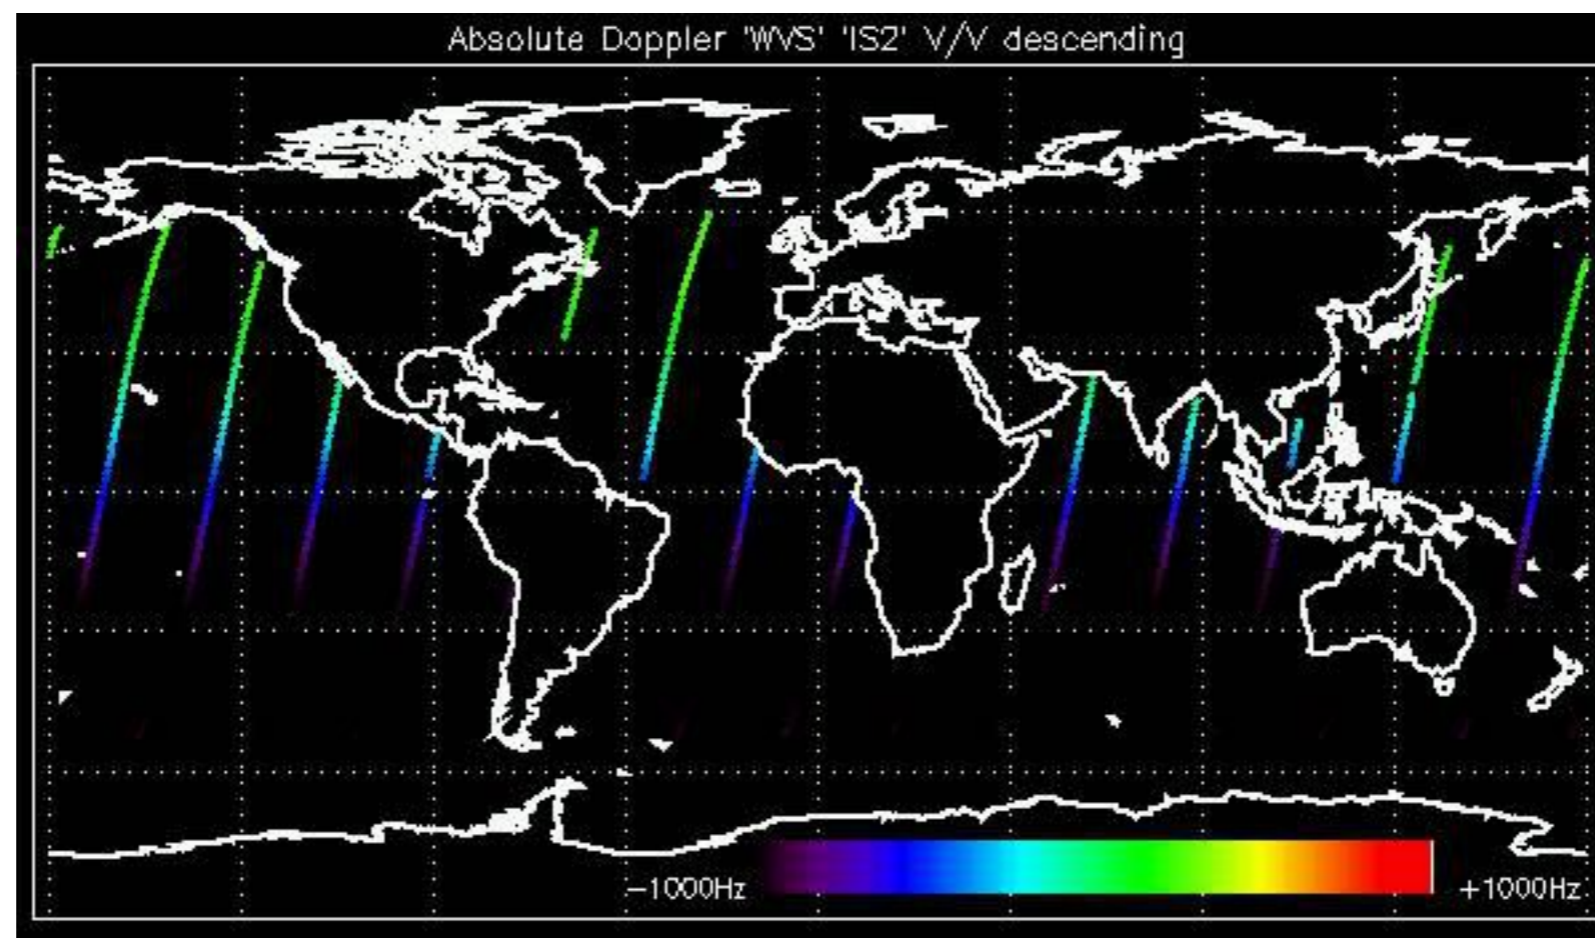 Absolute Doppler 'WVS' 'IS2' V/V descending
−1000Hz
+1000Hz